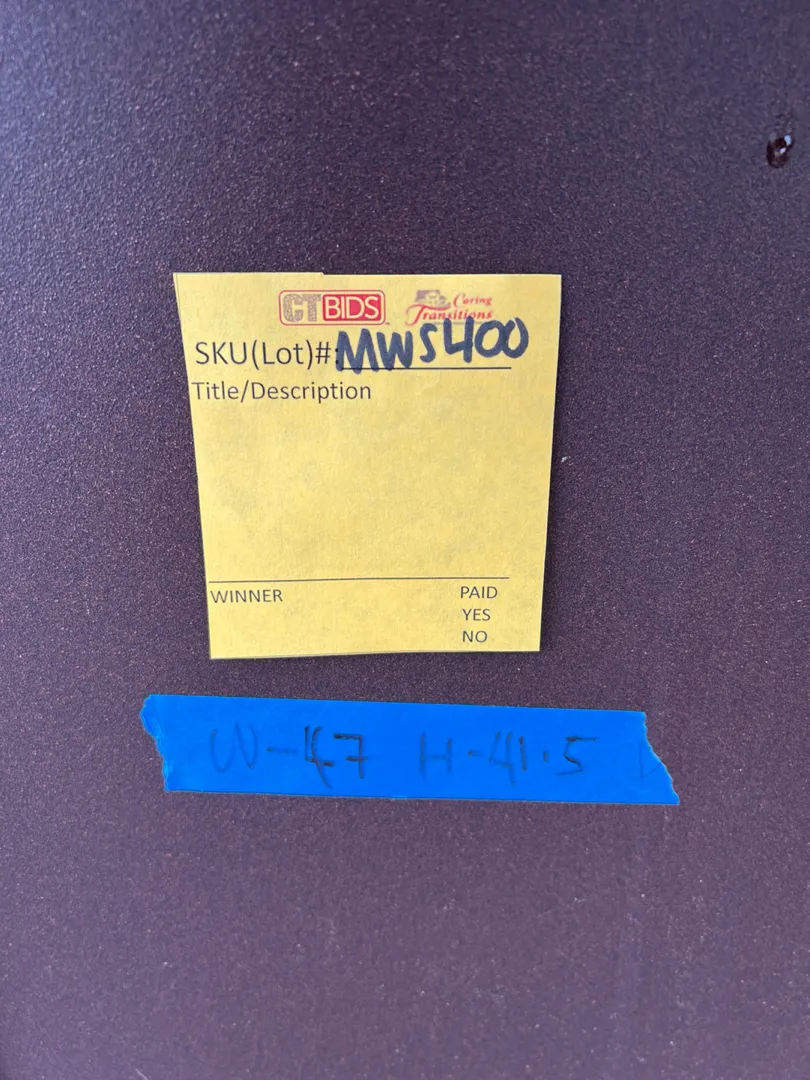 CTBIDS
Caring
Transitions
SKU(Lot)#: MWS400
Title/Description
WINNER
PAID
YES
NO
W-47 H-41.5